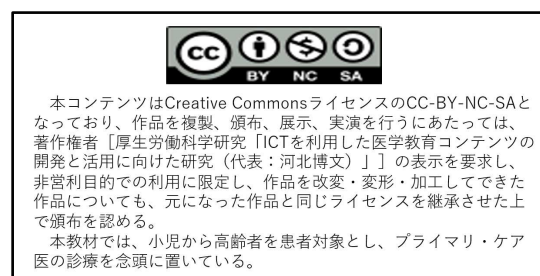 cc
BY NC SA
本コンテンツはCreative CommonsライセンスのCC-BY-NC-SAと
なっており、作品を複製、頒布、展示、実演を行うにあたっては、
著作権者［厚生労働科学研究「ICTを利用した医学教育コンテンツの
開発と活用に向けた研究（代表：河北博文）」］の表示を要求し、
非営利目的での利用に限定し、作品を改変・変形・加工してできた
作品についても、元になった作品と同じライセンスを継承させた上
で頒布を認める。
本教材では、小児から高齢者を患者対象とし、プライマリ・ケア
医の診療を念頭に置いている。